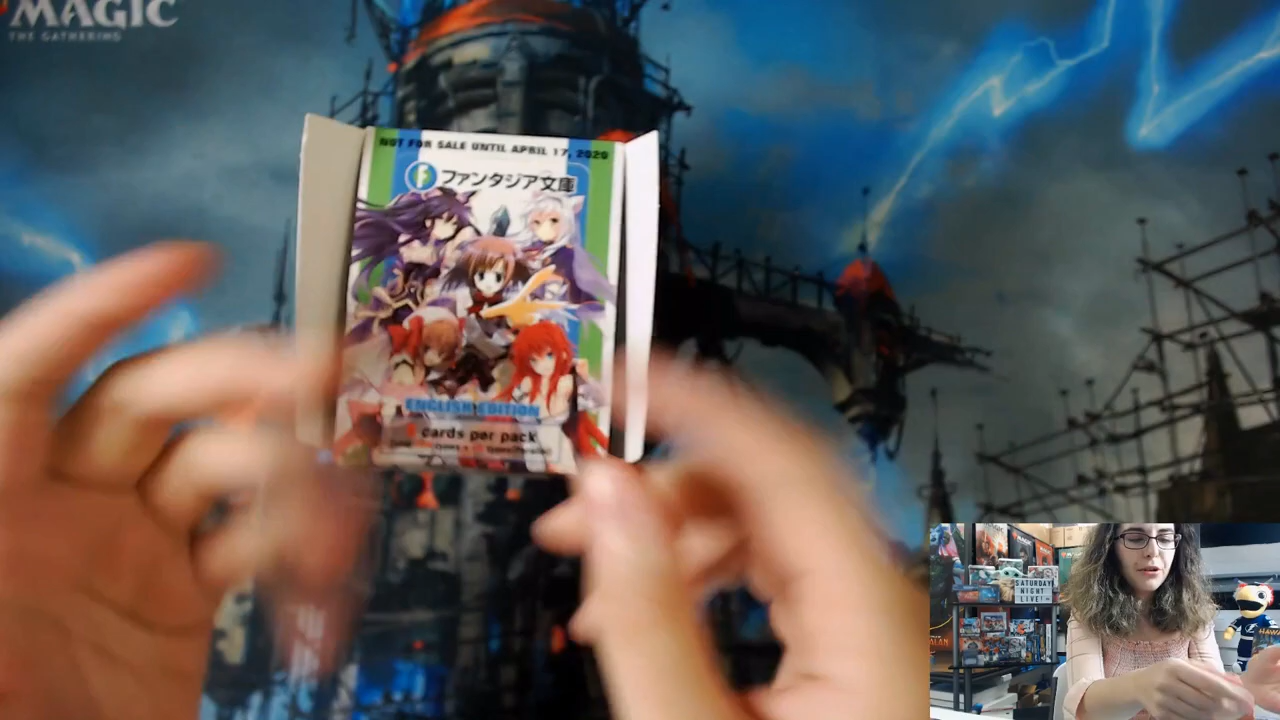 MAGIC
THE GATHERING
NOT FOR SALE UNTIL APRIL 17, 2020
F ファンタジア文庫
ENGLISH EDITION
cards per pack
SATURDAY
NIGHT
LIVE!